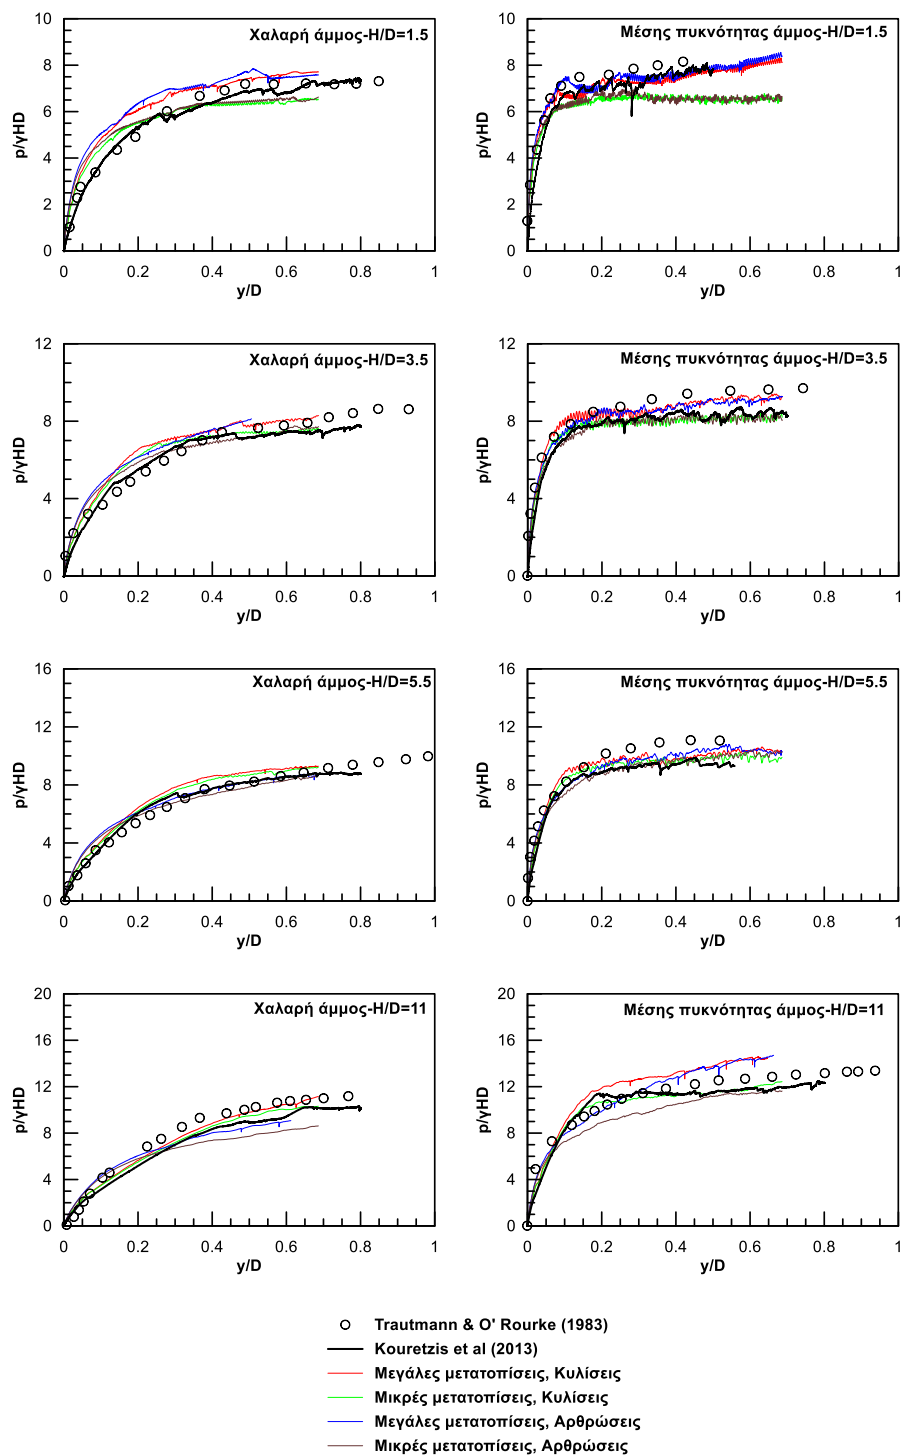 Χαλαρή άμμος-H/D=1.5
10
8
6
4
2
0
p/γHD
0 0.2 0.4 0.6 0.8 1
y/D
Μέσης πυκνότητας άμμος-H/D=1.5
10
8
6
4
2
0
p/γHD
0 0.2 0.4 0.6 0.8 1
y/D
Χαλαρή άμμος-H/D=3.5
12
8
4
0
p/γHD
0 0.2 0.4 0.6 0.8 1
y/D
Μέσης πυκνότητας άμμος-H/D=3.5
12
8
4
0
p/γHD
0 0.2 0.4 0.6 0.8 1
y/D
Χαλαρή άμμος-H/D=5.5
16
12
8
4
0
p/γHD
0 0.2 0.4 0.6 0.8 1
y/D
Μέσης πυκνότητας άμμος-H/D=5.5
16
12
8
4
0
p/γHD
0 0.2 0.4 0.6 0.8 1
y/D
Χαλαρή άμμος-H/D=11
20
16
12
8
4
0
p/γHD
0 0.2 0.4 0.6 0.8 1
y/D
Μέσης πυκνότητας άμμος-H/D=11
20
16
12
8
4
0
p/γHD
0 0.2 0.4 0.6 0.8 1
y/D
Trautmann & O' Rourke (1983)
Kouretzis et al (2013)
Μεγάλες μετατοπίσεις, Κυλίσεις
Μικρές μετατοπίσεις, Κυλίσεις
Μεγάλες μετατοπίσεις, Αρθρώσεις
Μικρές μετατοπίσεις, Αρθρώσεις